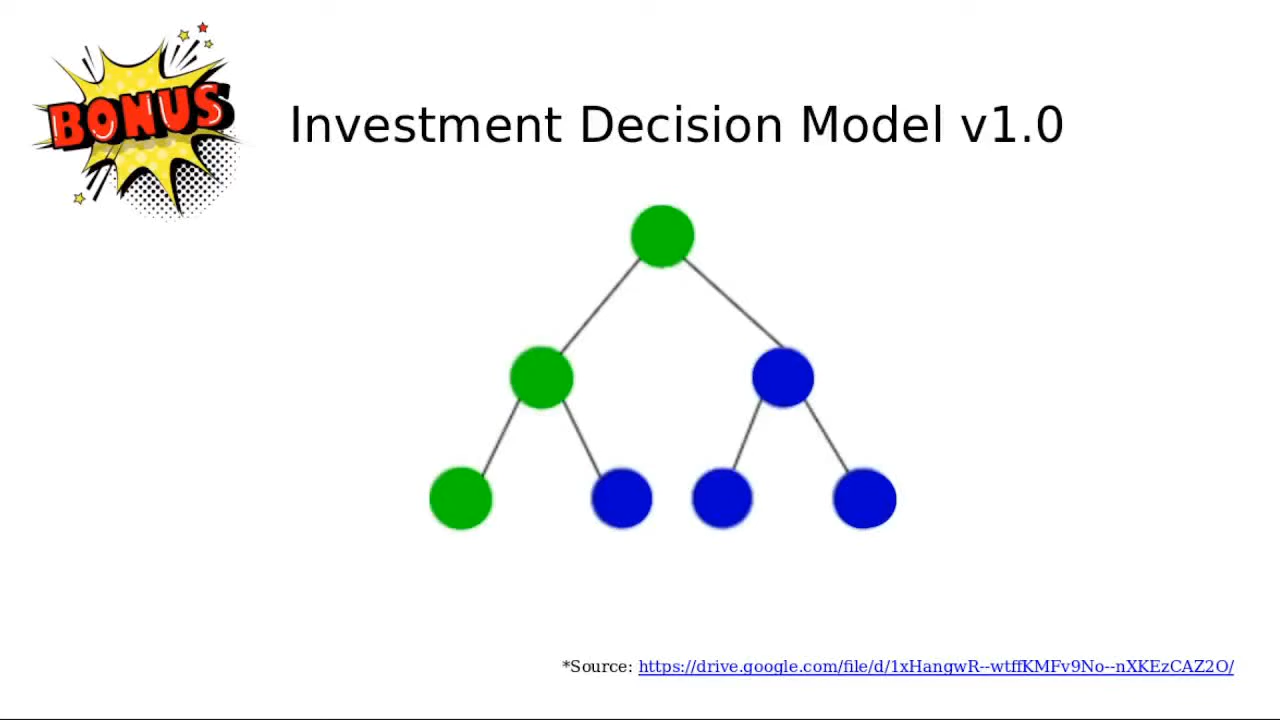 BONUS
Investment Decision Model v1.0
*Source: https://drive.google.com/file/d/1xHangwR--wtffKMFv9No--nXKEzCAZ2O/